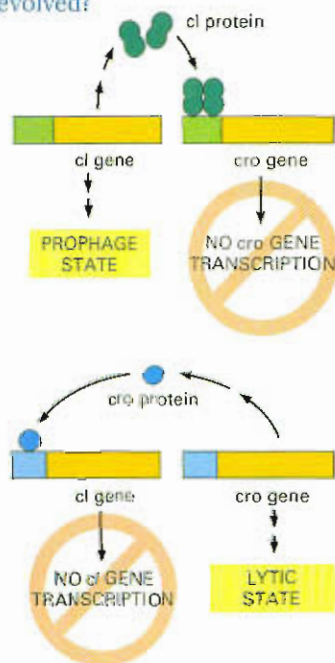 evolved?
cI protein
cI gene
cro gene
PROPHAGE
STATE
NO cro GENE
TRANSCRIPTION
cro protein
cI gene
cro gene
NO cI GENE
TRANSCRIPTION
LYTIC
STATE